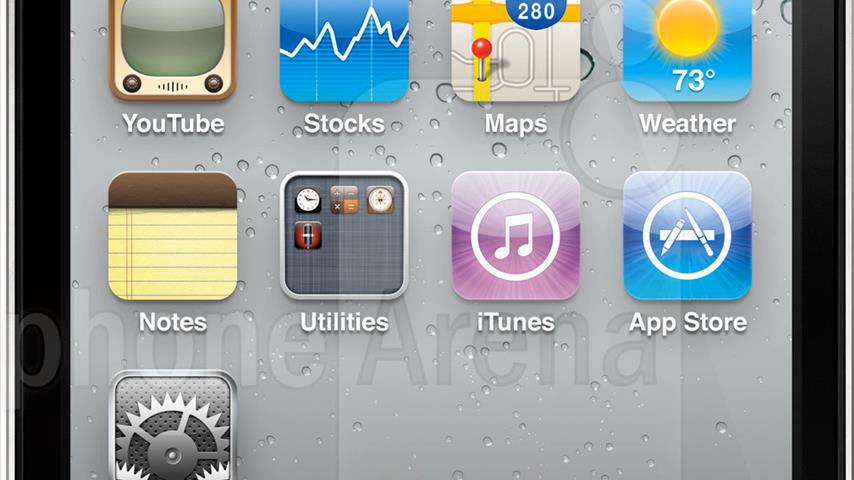 280
73°
YouTube
Stocks
Maps
Weather
Notes
Utilities
iTunes
App Store
phone Arena